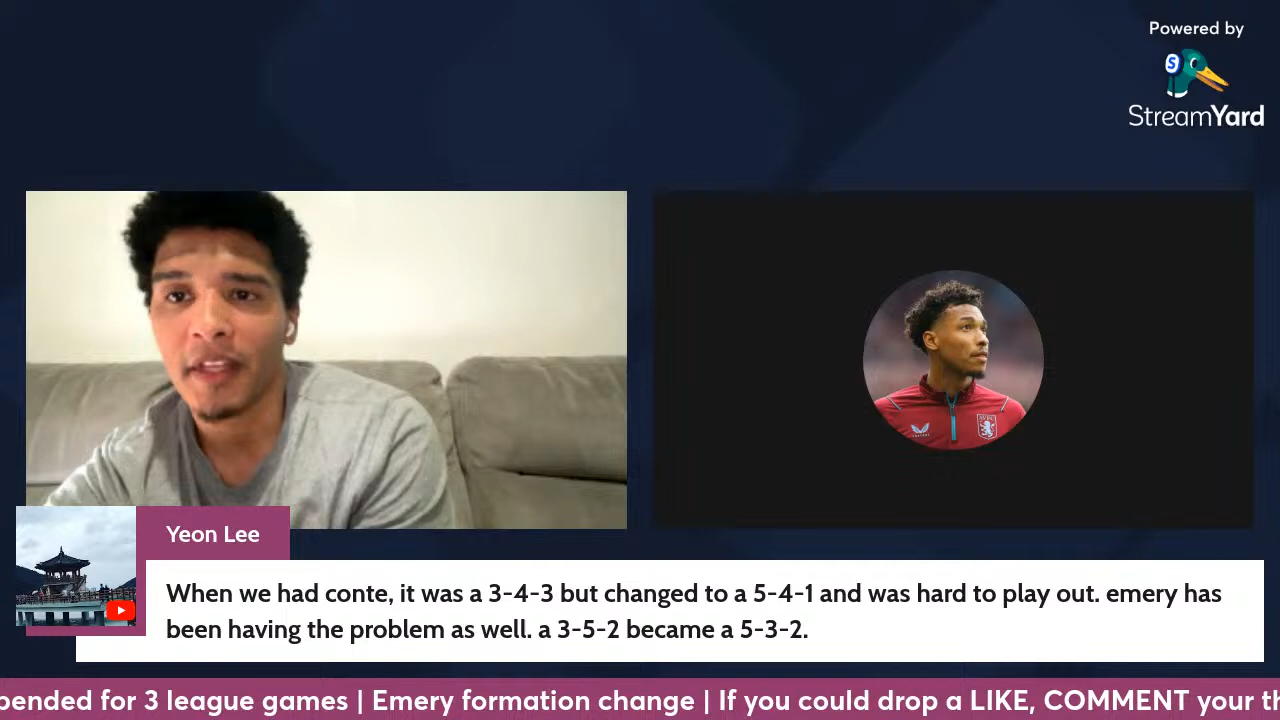 Powered by
StreamYard
Yeon Lee
When we had conte, it was a 3-4-3 but changed to a 5-4-1 and was hard to play out. emery has
been having the problem as well. a 3-5-2 became a 5-3-2.
pended for 3 league games | Emery formation change | If you could drop a LIKE, COMMENT your th